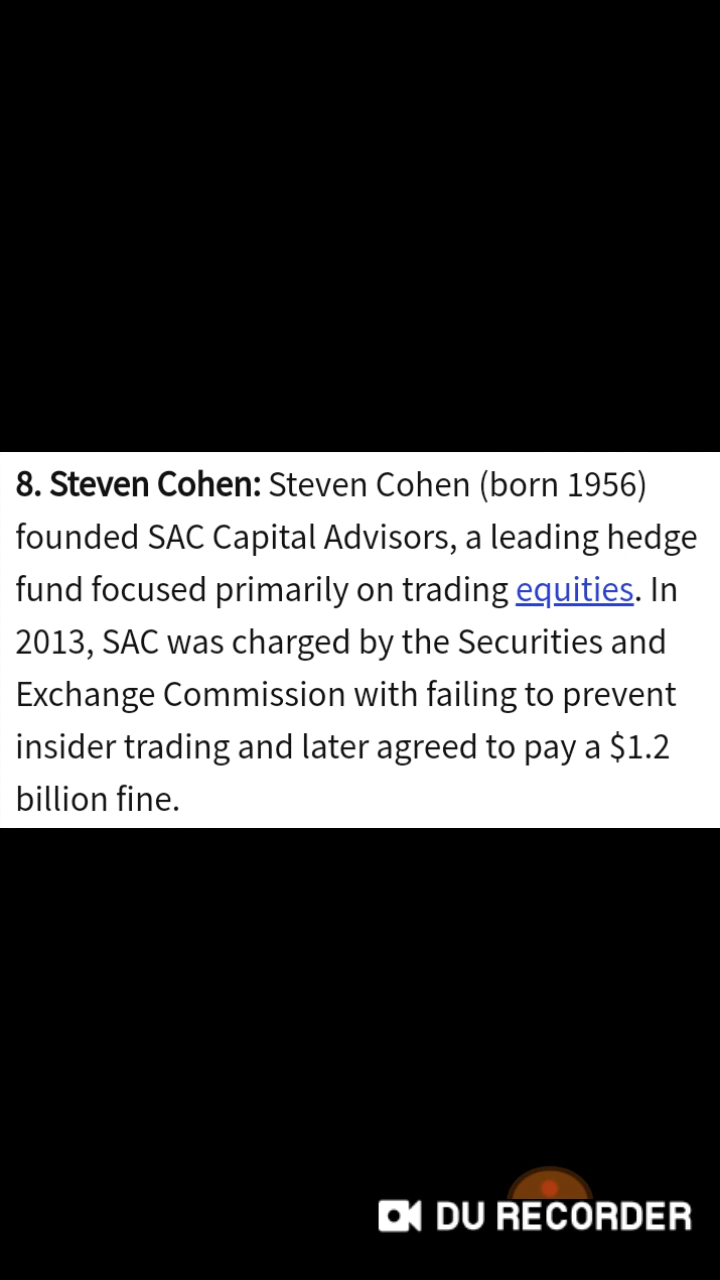 8. Steven Cohen: Steven Cohen (born 1956)
founded SAC Capital Advisors, a leading hedge
fund focused primarily on trading equities. In
2013, SAC was charged by the Securities and
Exchange Commission with failing to prevent
insider trading and later agreed to pay a $1.2
billion fine.
DU RECORDER